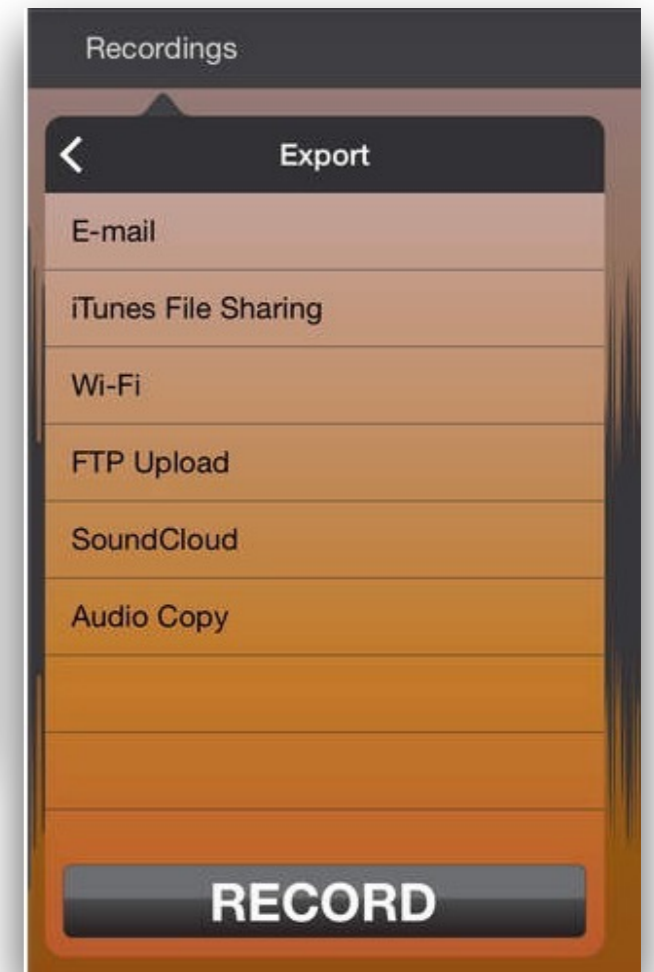 Recordings
Export
E-mail
iTunes File Sharing
Wi-Fi
FTP Upload
SoundCloud
Audio Copy
RECORD